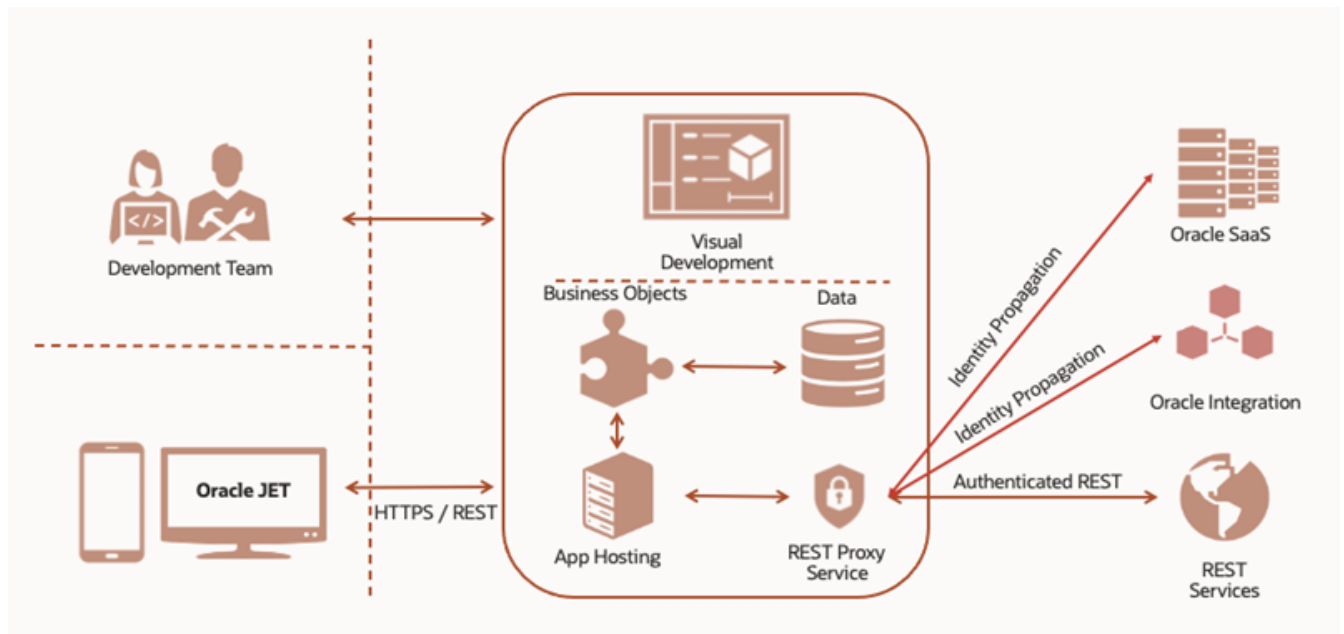 </>
Development Team
Oracle JET
HTTPS / REST
Visual
Development
Business Objects
Data
App Hosting
REST Proxy
Service
Identity Propagation
Identity Propagation
Authenticated REST
Oracle SaaS
Oracle Integration
REST
Services